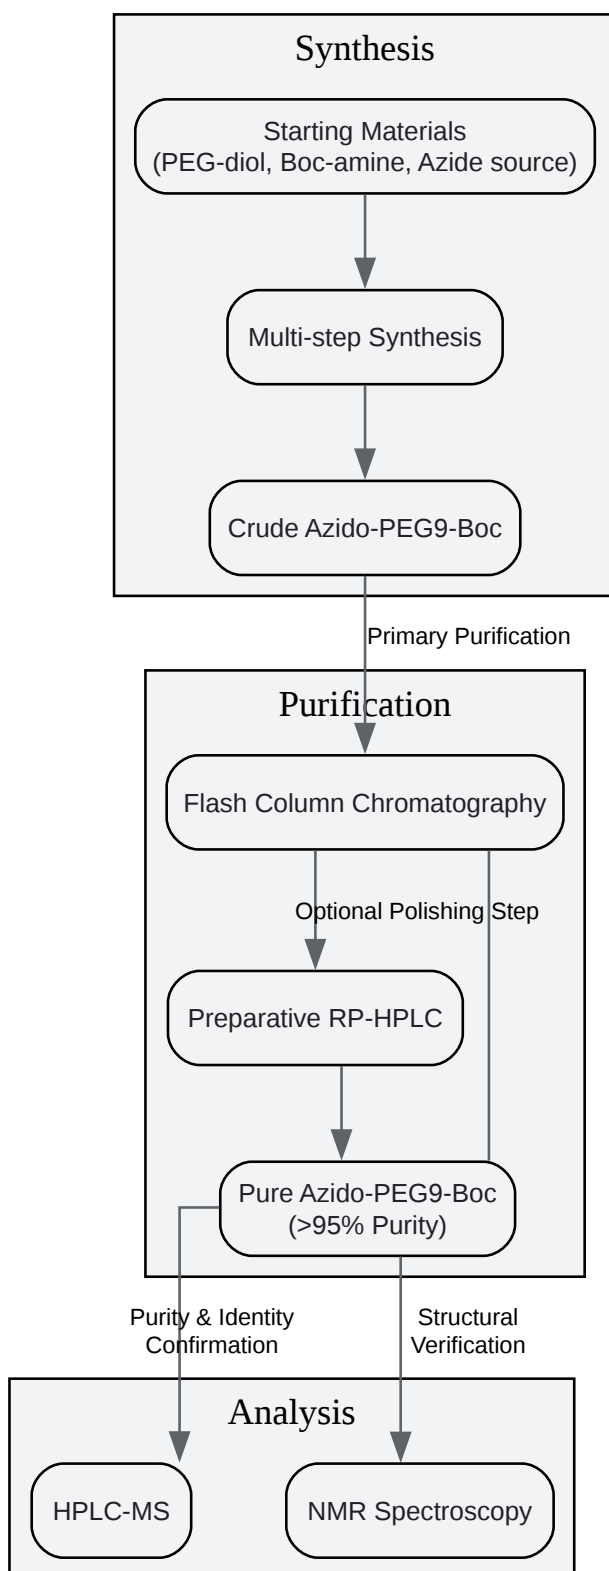 Synthesis
Starting Materials
(PEG-diol, Boc-amine, Azide source)
Multi-step Synthesis
Crude Azido-PEG9-Boc
Primary Purification
Purification
Flash Column Chromatography
Optional Polishing Step
Preparative RP-HPLC
Pure Azido-PEG9-Boc
(>95% Purity)
Purity & Identity
Confirmation
Structural
Verification
Analysis
HPLC-MS
NMR Spectroscopy